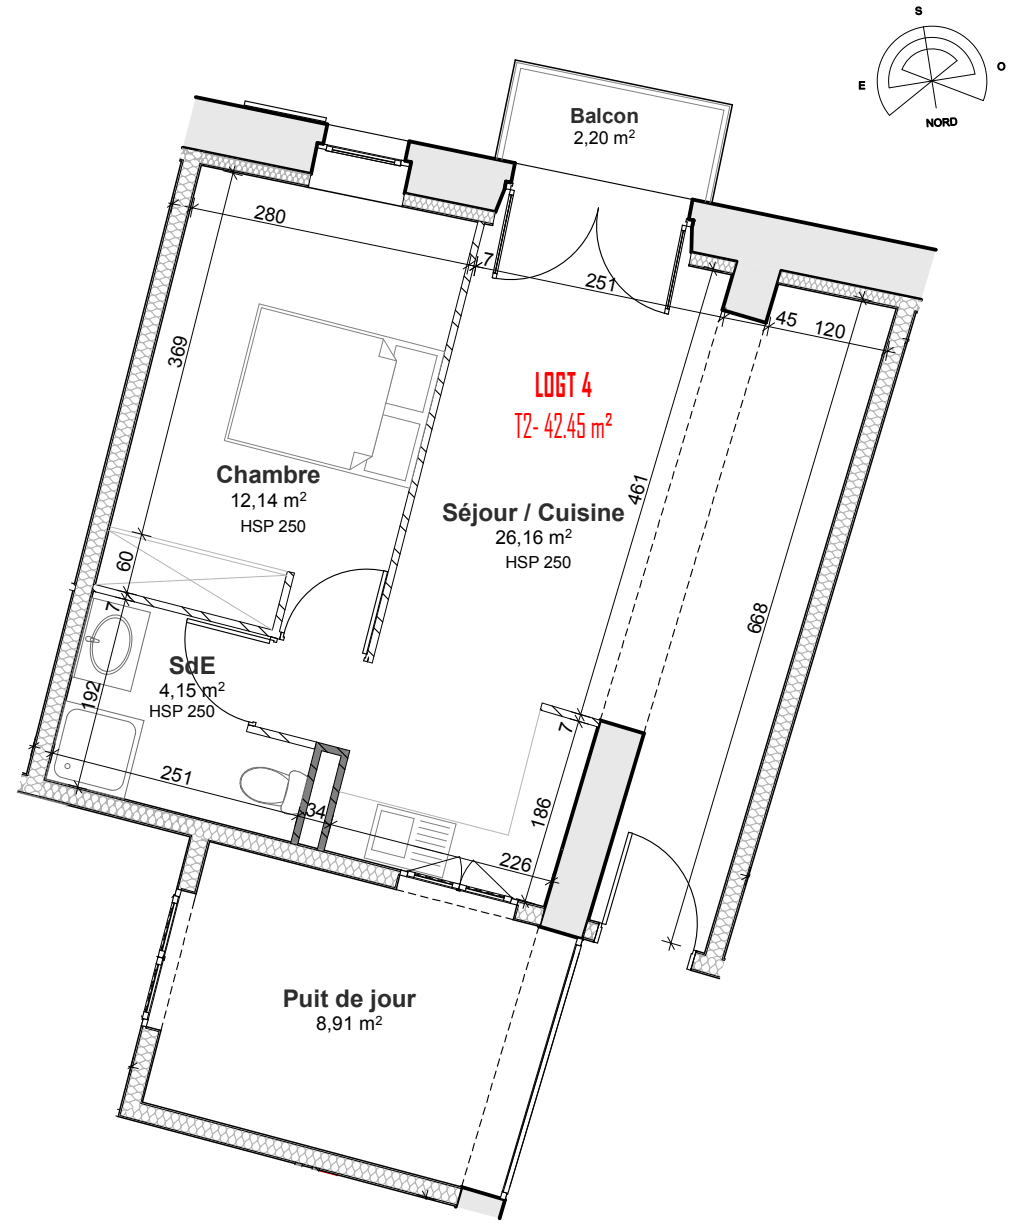 S
E
O
NORD
Balcon
2,20 m²
280
7
251
45
120
369
LOGT 4
T2- 42.45 m²
Chambre
12,14 m²
HSP 250
461
Séjour / Cuisine
26,16 m²
HSP 250
60
7
668
SdE
4,15 m²
HSP 250
192
7
251
34
186
226
Puit de jour
8,91 m²